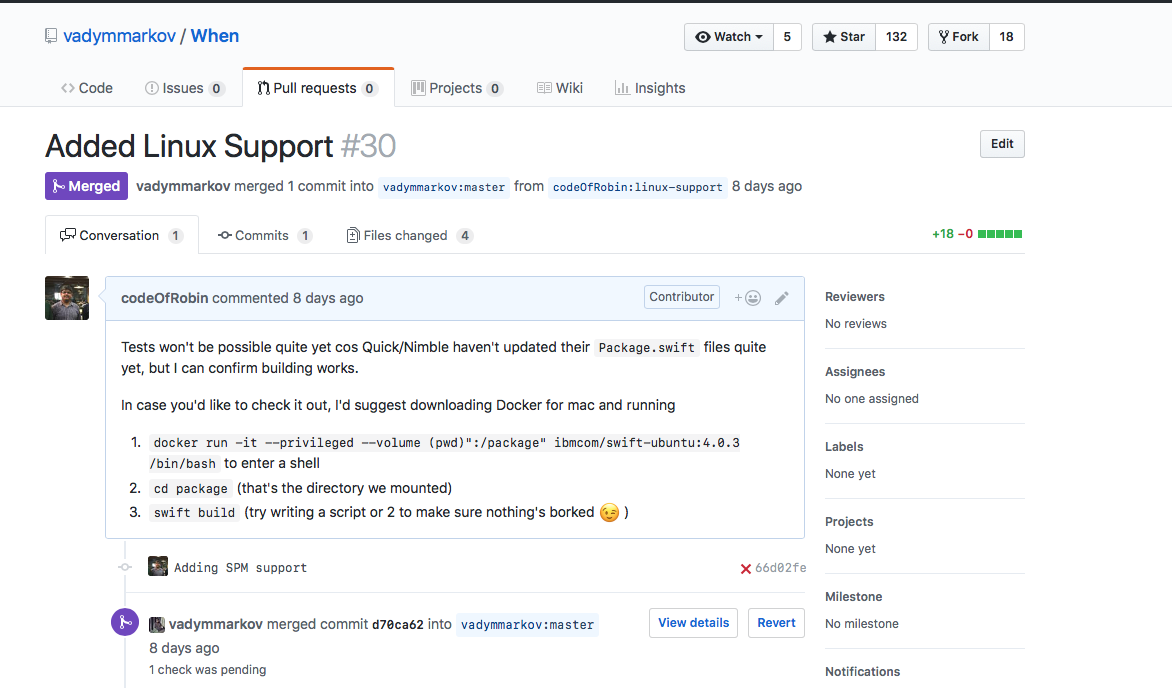 vadymmarkov / When
Watch 5 Star 132 Fork 18
Code Issues 0 Pull requests 0 Projects 0 Wiki Insights
Added Linux Support #30
Edit
Merged vadymmarkov merged 1 commit into vadymmarkov:master from codeOfRobin:linux-support 8 days ago
Conversation 1 Commits 1 Files changed 4
+18 −0
codeOfRobin commented 8 days ago
Contributor
Tests won't be possible quite yet cos Quick/Nimble haven't updated their Package.swift files quite
yet, but I can confirm building works.
In case you'd like to check it out, I'd suggest downloading Docker for mac and running
1. docker run -it --privileged --volume (pwd)":/package" ibmcom/swift-ubuntu:4.0.3
/bin/bash to enter a shell
2. cd package (that's the directory we mounted)
3. swift build (try writing a script or 2 to make sure nothing's borked 😉 )
Adding SPM support
66d02fe
vadymmarkov merged commit d70ca62 into vadymmarkov:master
8 days ago
1 check was pending
View details
Revert
Reviewers
No reviews
Assignees
No one assigned
Labels
None yet
Projects
None yet
Milestone
No milestone
Notifications